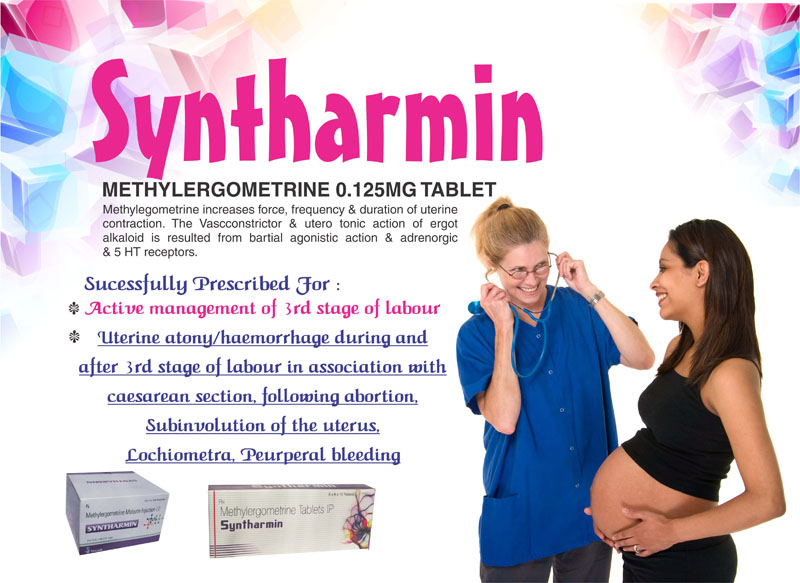 Syntharmin
METHYLERGOMETRINE 0.125MG TABLET
Methylegometrine increases force, frequency & duration of uterine
contraction. The Vascconstrictor & utero tonic action of ergot
alkaloid is resulted from bartial agonistic action & adrenorgic
& 5 HT receptors.
Sucessfully Prescribed For :
Active management of 3rd stage of labour
Uterine atony/haemorrhage during and
after 3rd stage of labour in association with
caesarean section, following abortion,
Subinvolution of the uterus,
Lochiometra, Peurperal bleeding
Rx
Methylergometrine Maleate Injection I.P.
SYNTHARMIN
Syntharmin
Rx
Methylergometrine Tablets IP
Syntharmin